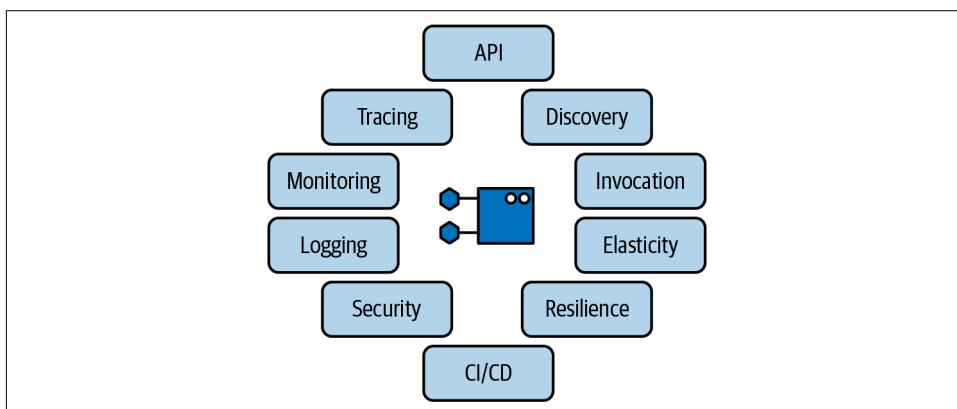 API
Tracing
Discovery
Monitoring
Invocation
Logging
Elasticity
Security
Resilience
CI/CD